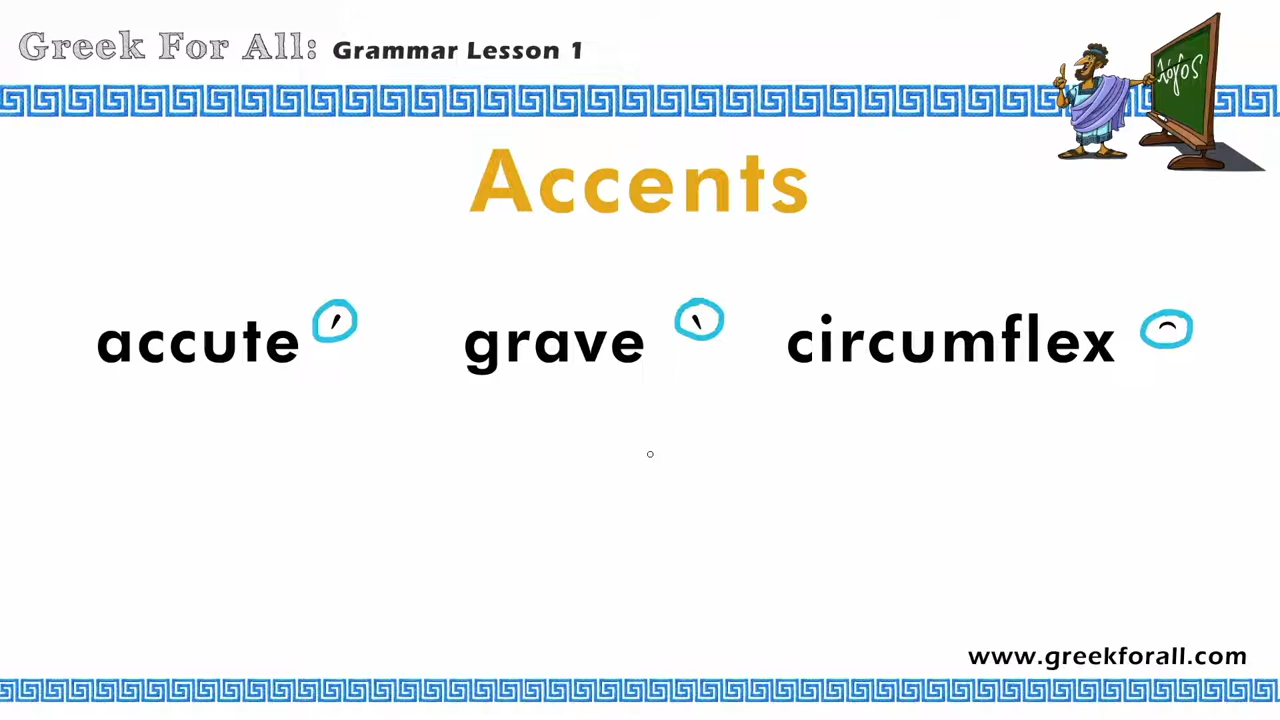 Greek For All: Grammar Lesson 1
λόγος
Accents
accute ׳ grave ‵ circumflex ⌢
www.greekforall.com